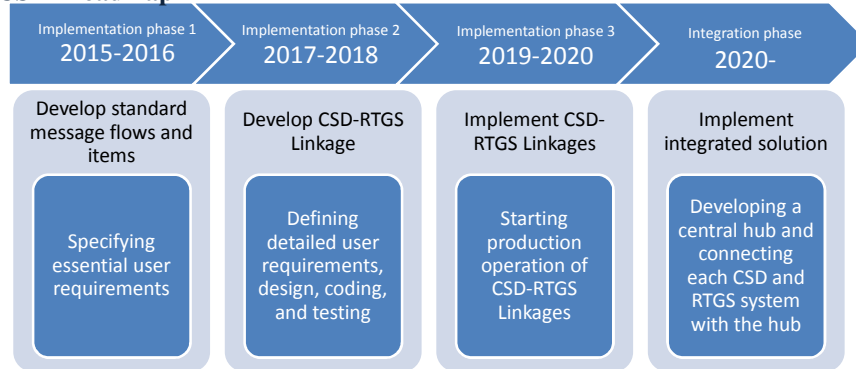 Implementation phase 1
2015-2016
Implementation phase 2
2017-2018
Implementation phase 3
2019-2020
Integration phase
2020-
Develop standard
message flows and
items
Specifying
essential user
requirements
Develop CSD-RTGS
Linkage
Defining
detailed user
requirements,
design, coding,
and testing
Implement CSD-
RTGS Linkages
Starting
production
operation of
CSD-RTGS
Linkages
Implement
integrated solution
Developing a
central hub and
connecting
each CSD and
RTGS system
with the hub